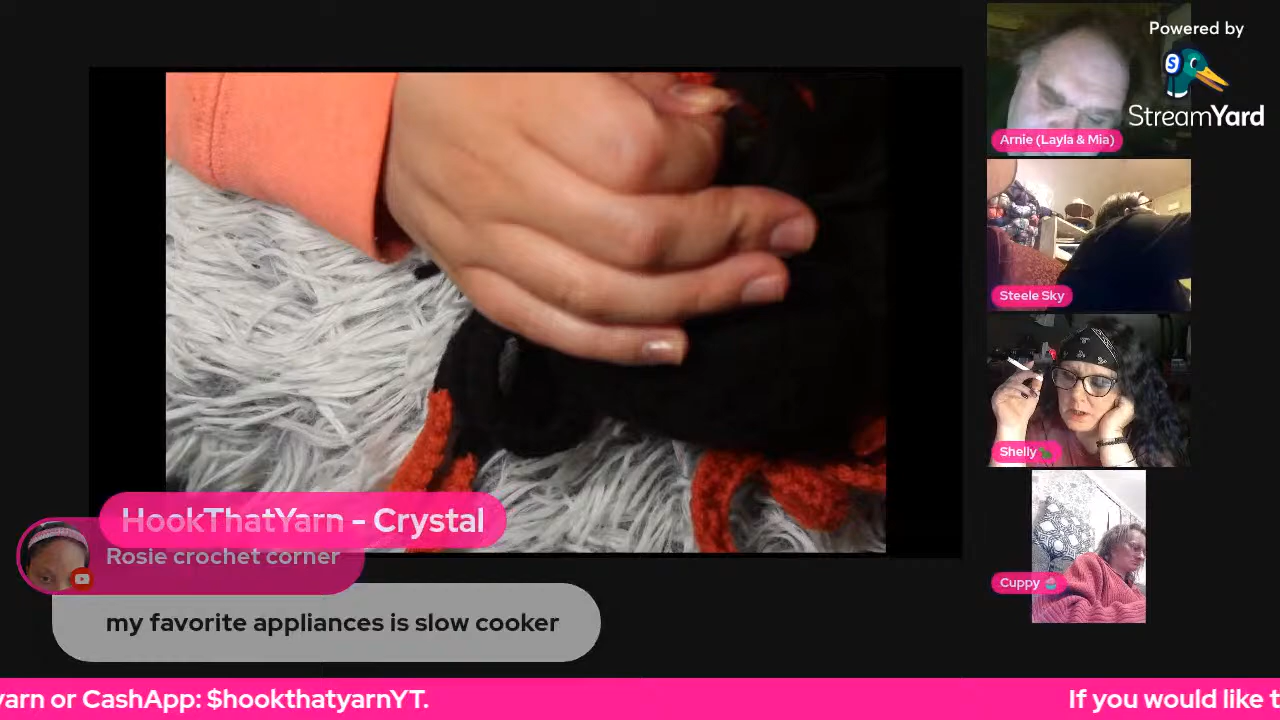 Powered by
StreamYard
Arnie (Layla & Mia)
Steele Sky
Shelly
Cuppy
HookThatYarn - Crystal
Rosie crochet corner
my favorite appliances is slow cooker
yarn or CashApp: $hookthatyarnYT.
If you would like t